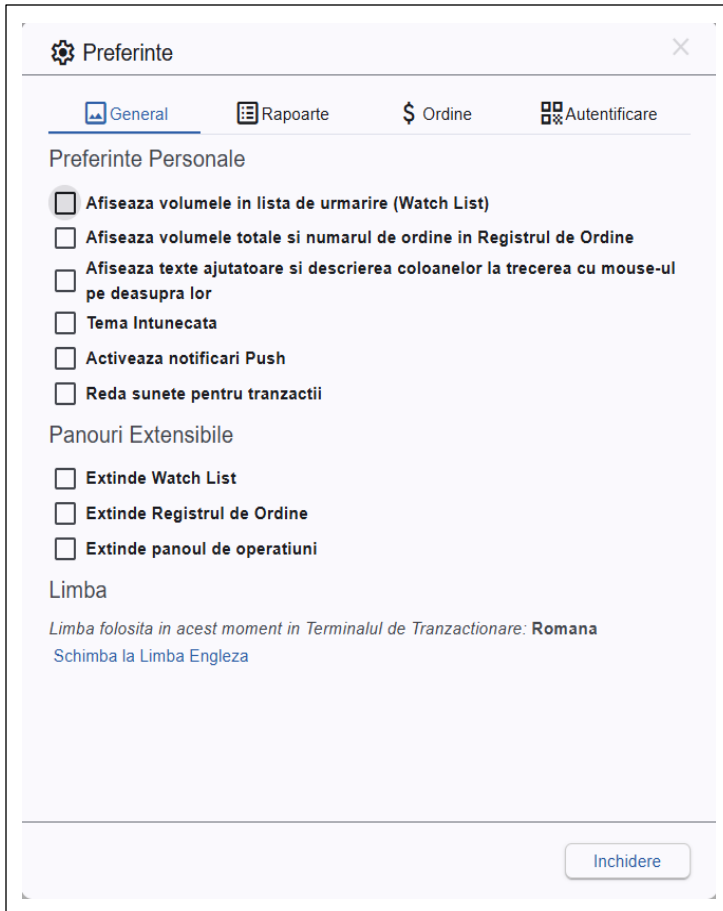 Preferinte
General
Rapoarte
$ Ordine
Autentificare
Preferinte Personale
Afiseaza volumele in lista de urmarire (Watch List)
Afiseaza volumele totale si numarul de ordine in Registrul de Ordine
Afiseaza texte ajutatoare si descrierea coloanelor la trecerea cu mouse-ul
pe deasupra lor
Tema Intunecata
Activeaza notificari Push
Reda sunete pentru tranzactii
Panouri Extensibile
Extinde Watch List
Extinde Registrul de Ordine
Extinde panoul de operatiuni
Limba
Limba folosita in acest moment in Terminalul de Tranzactionare: Romana
Schimba la Limba Engleza
Inchidere